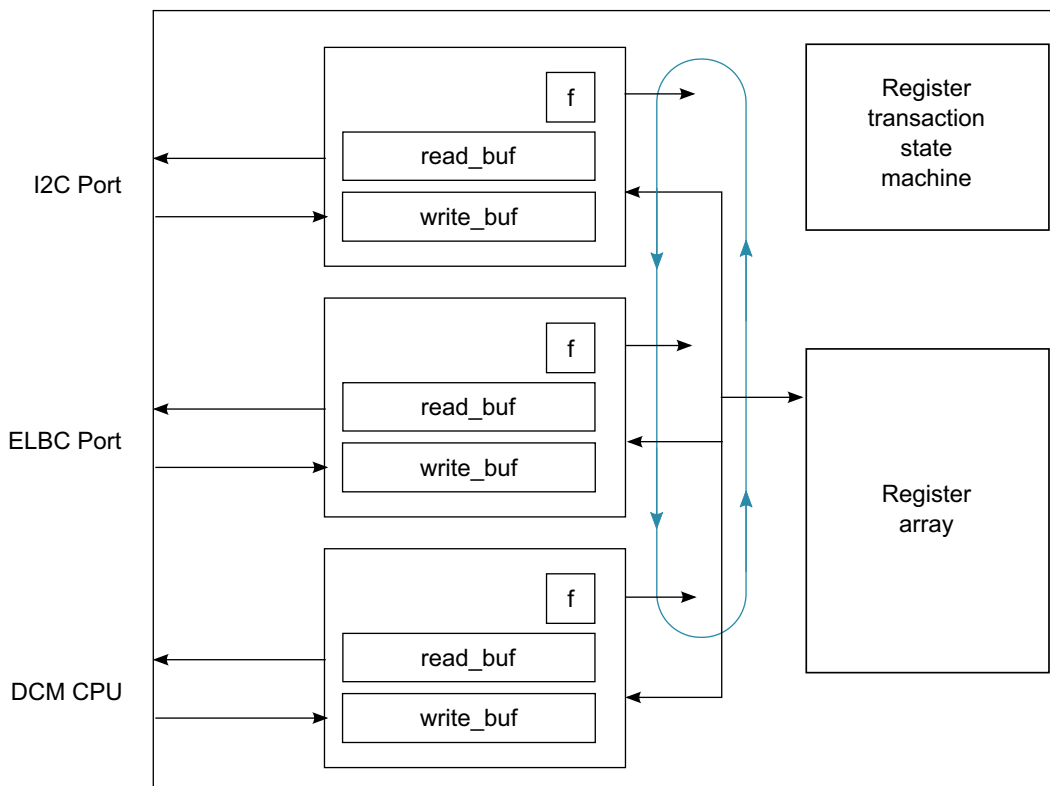 I2C Port
f
read_buf
write_buf
Register
transaction
state
machine
ELBC Port
f
read_buf
write_buf
Register
array
DCM CPU
f
read_buf
write_buf